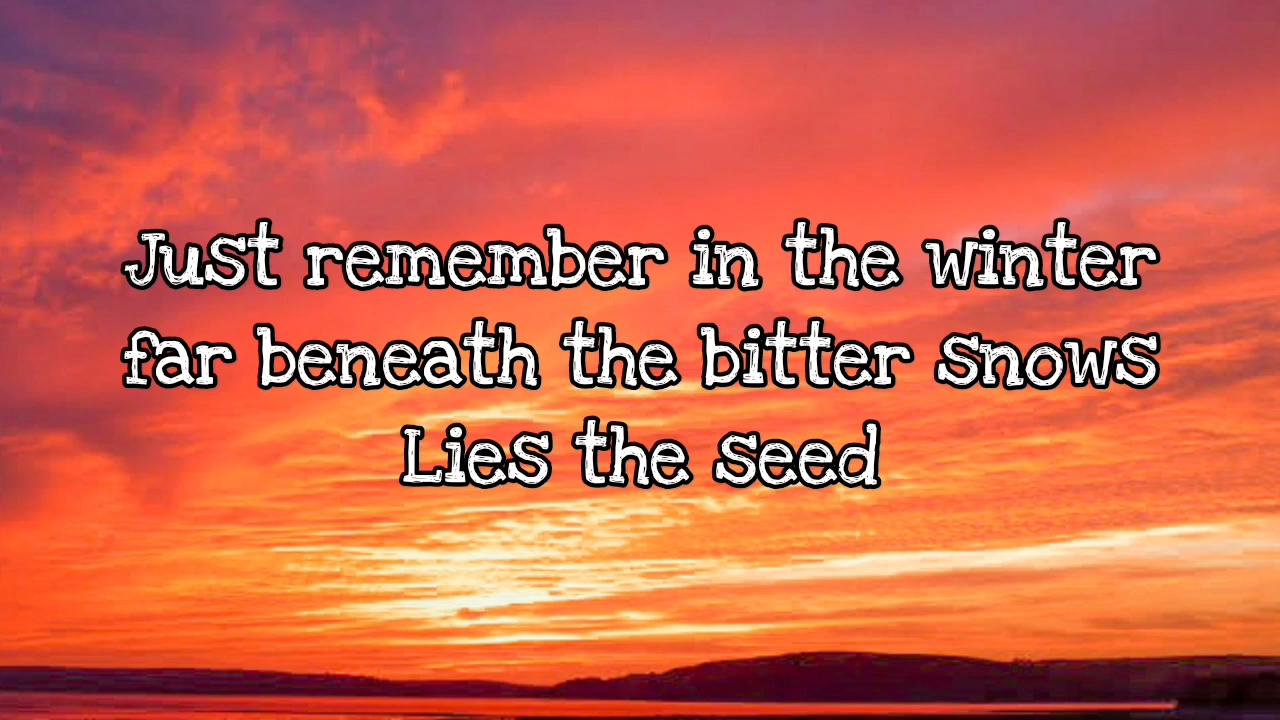 Just remember in the winter
far beneath the bitter snows
Lies the seed